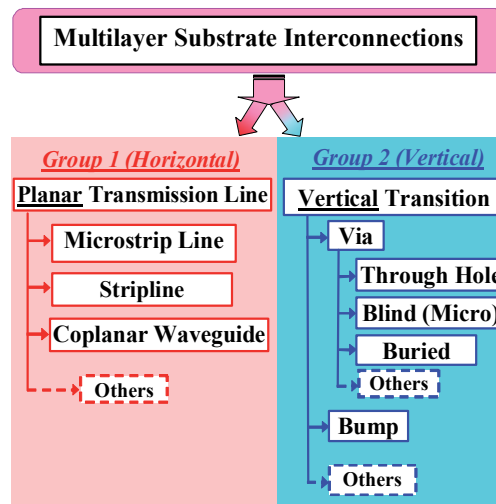 Multilayer Substrate Interconnections
Group 1 (Horizontal)
Planar Transmission Line
Microstrip Line
Stripline
Coplanar Waveguide
Others
Group 2 (Vertical)
Vertical Transition
Via
Through Hole
Blind (Micro)
Buried
Others
Bump
Others